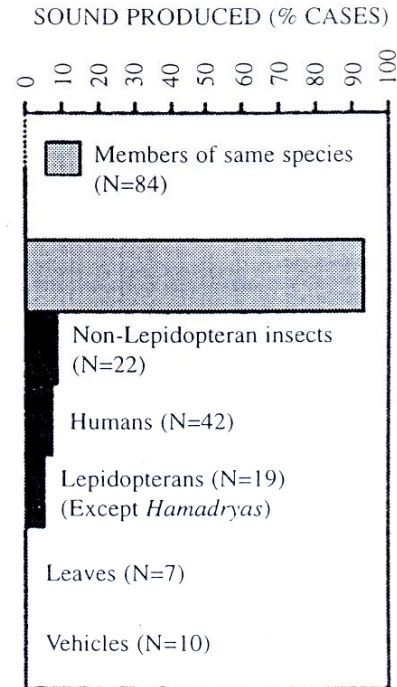 SOUND PRODUCED (% CASES)
0 10 20 30 40 50 60 70 80 90 100
Members of same species
(N=84)
Non-Lepidopteran insects
(N=22)
Humans (N=42)
Lepidopterans (N=19)
(Except Hamadryas)
Leaves (N=7)
Vehicles (N=10)